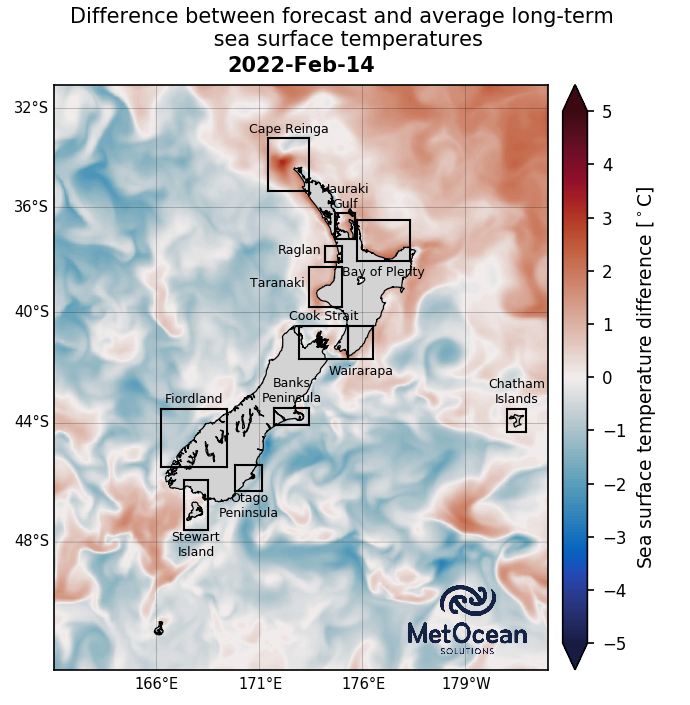 Difference between forecast and average long-term
sea surface temperatures
2022-Feb-14
32°S
36°S
40°S
44°S
48°S
166°E
171°E
176°E
179°W
Cape Reinga
Hauraki
Gulf
Raglan
Bay of Plenty
Taranaki
Cook Strait
Wairarapa
Banks
Peninsula
Chatham
Islands
Fiordland
Otago
Peninsula
Stewart
Island
MetOcean
SOLUTIONS
5
4
3
2
1
0
−1
−2
−3
−4
−5
Sea surface temperature difference [°C]